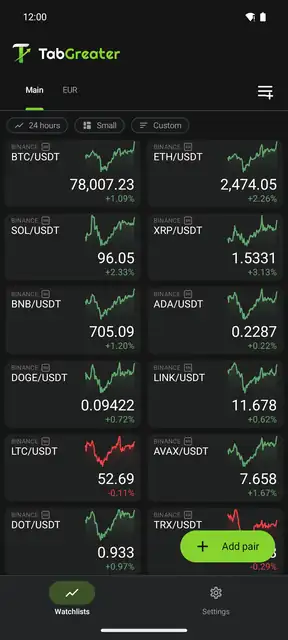 12:00
TabGreater
Main
EUR
24 hours
Small
Custom
BINANCE
BTC/USDT
78,007.23
+1.09%
BINANCE
ETH/USDT
2,474.05
+2.26%
BINANCE
SOL/USDT
96.05
+2.33%
BINANCE
XRP/USDT
1.5331
+3.13%
BINANCE
BNB/USDT
705.09
+1.20%
BINANCE
ADA/USDT
0.2287
+0.22%
BINANCE
DOGE/USDT
0.09422
+0.72%
BINANCE
LINK/USDT
11.678
+0.62%
BINANCE
LTC/USDT
52.69
-0.11%
BINANCE
AVAX/USDT
7.658
+1.67%
BINANCE
DOT/USDT
0.933
+0.97%
BINANCE
TRX/USDT
-0.29%
Add pair
Watchlists
Settings